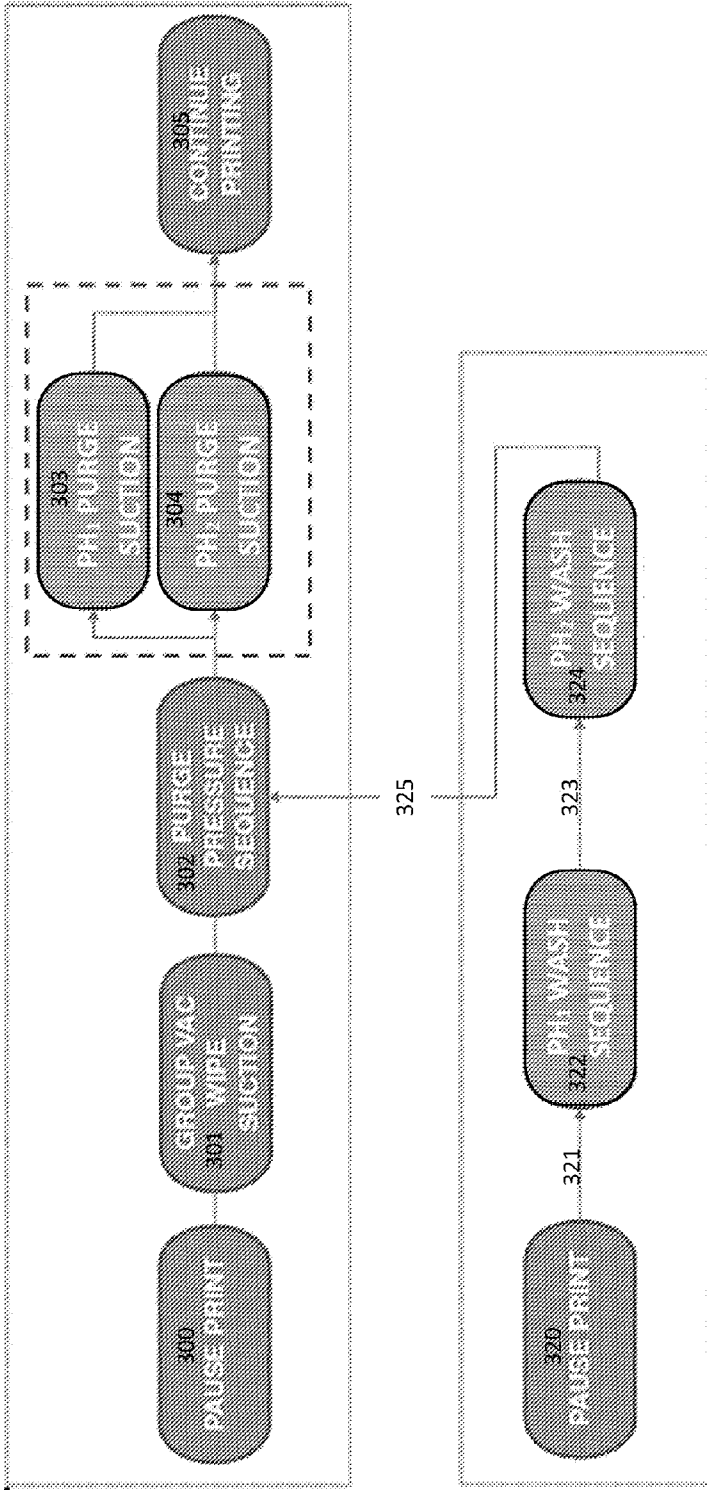 300
PAUSE PRINT
GROUP VAC
WIPE
301
SUCTION
302
PURGE
PRESSURE
SEQUENCE
303
PH1 PURGE
SUCTION
304
PH2 PURGE
SUCTION
305
CONTINUE
PRINTING
325
320
PAUSE PRINT
321
322
PH1 WASH
SEQUENCE
323
324
PH2 WASH
SEQUENCE